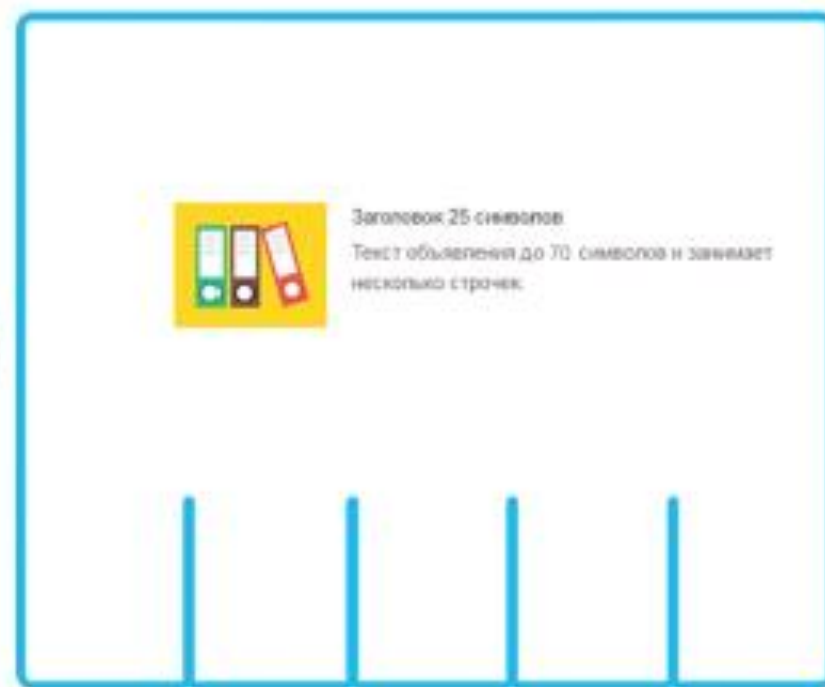 Заголовок 25 символов
Текст объявления до 70 символов и занимает
несколько строчек.